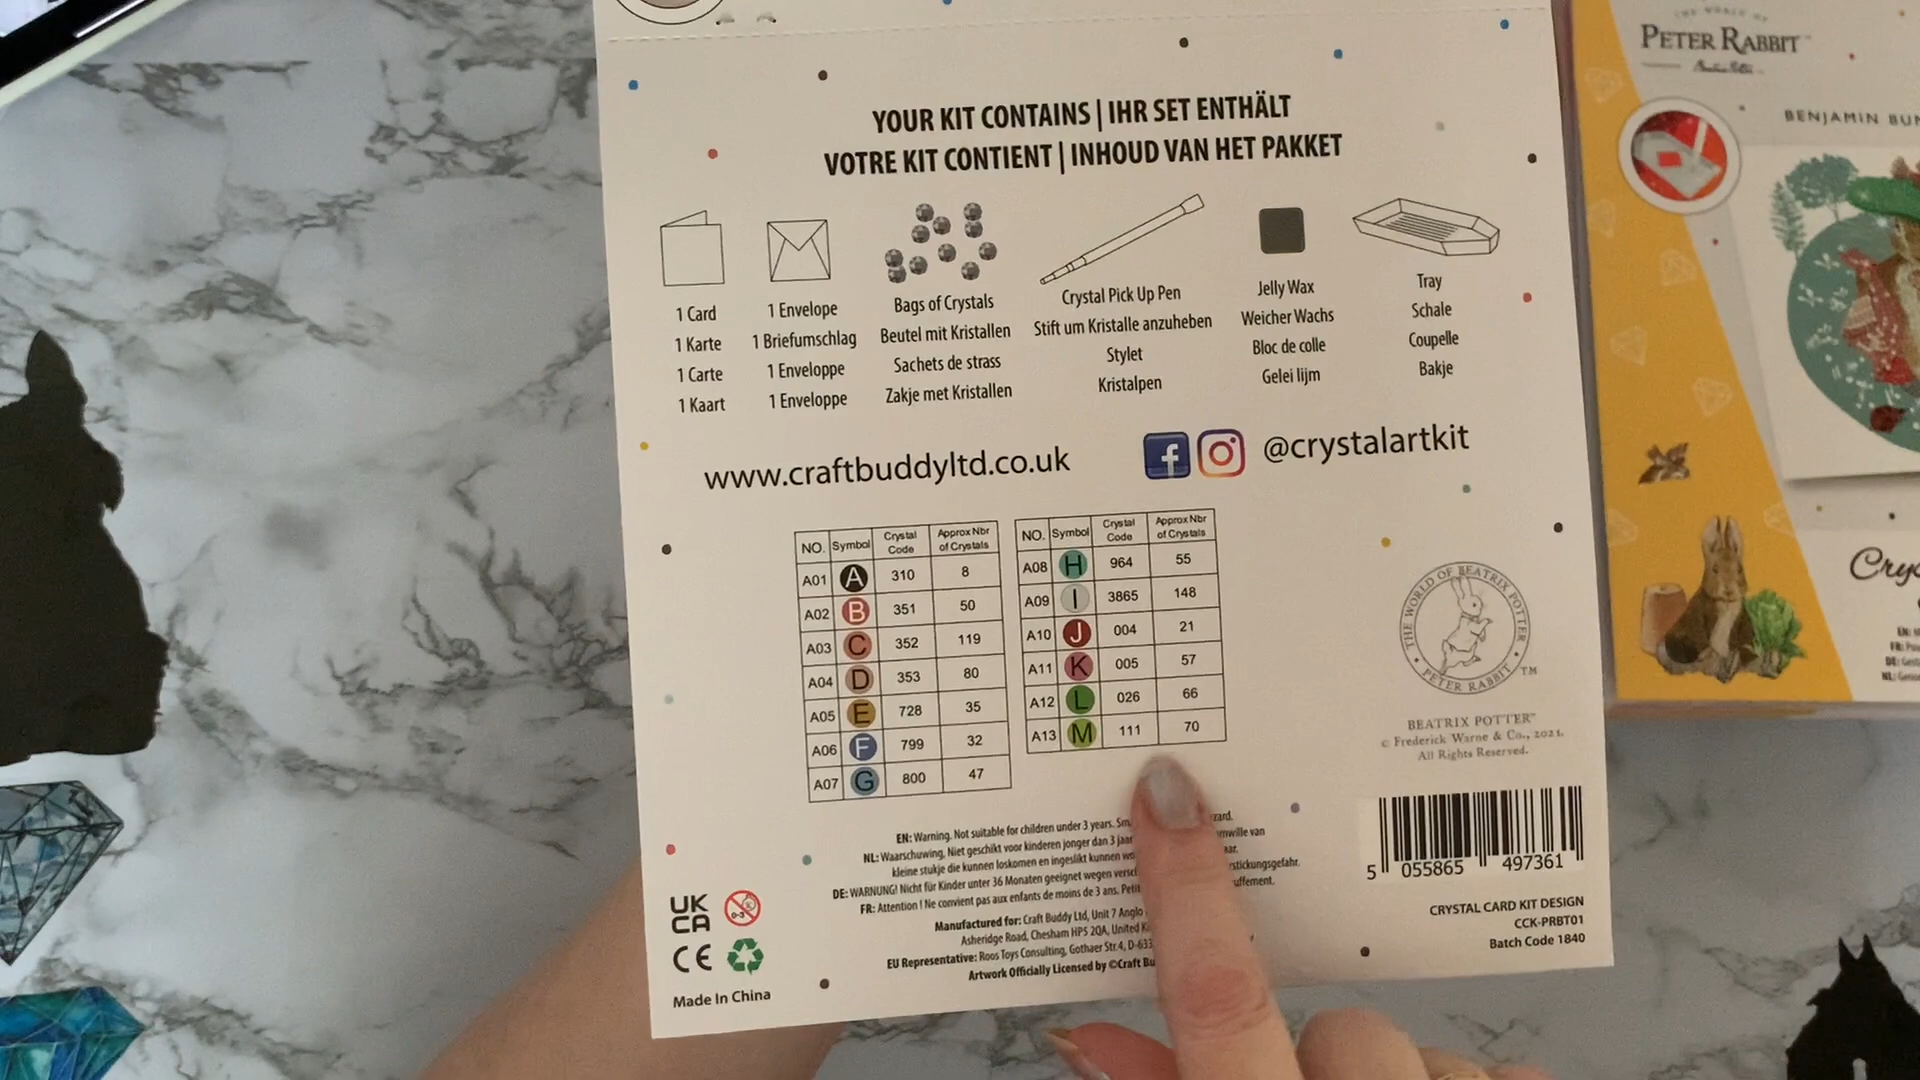 YOUR KIT CONTAINS | IHR SET ENTHÄLT
VOTRE KIT CONTIENT | INHOUD VAN HET PAKKET
1 Card
1 Karte
1 Carte
1 Kaart
1 Envelope
1 Briefumschlag
1 Enveloppe
1 Enveloppe
Bags of Crystals
Beutel mit Kristallen
Sachets de strass
Zakje met Kristallen
Crystal Pick Up Pen
Stift um Kristalle anzuheben
Stylet
Kristalpen
Jelly Wax
Weicher Wachs
Bloc de colle
Gelei lijm
Tray
Schale
Coupelle
Bakje
www.craftbuddyltd.co.uk
@crystalartkit
NO. Symbol Crystal Code Approx Nbr of Crystals
A01 A 310 8
A02 B 351 50
A03 C 352 119
A04 D 353 80
A05 E 728 35
A06 F 799 32
A07 G 800 47
NO. Symbol Crystal Code Approx Nbr of Crystals
A08 H 964 55
A09 I 3865 148
A10 J 004 21
A11 K 005 57
A12 L 026 66
A13 M 111 70
THE WORLD OF BEATRIX POTTER
PETER RABBIT
TM
BEATRIX POTTER™
© Frederick Warne & Co., 2021.
All Rights Reserved.
EN: Warning. Not suitable for children under 3 years.
NL: Waarschuwing, Niet geschikt voor kinderen jonger dan 3 jaar
kleine stukje die kunnen loskomen en ingeslikt kunnen
DE: WARNUNG! Nicht für Kinder unter 36 Monaten geeignet wegen
FR: Attention ! Ne convient pas aux enfants de moins de 3 ans.
Manufactured for: Craft Buddy Ltd, Unit 7 Anglo
Asheridge Road, Chesham HP5 2QA, United
EU Representative: Roos Toys Consulting, Gothaer Str.4,
Artwork Officially Licensed by ©Craft
UK
CA
0-3
CE
Made In China
5 055865 497361
CRYSTAL CARD KIT DESIGN
CCK-PRBT01
Batch Code 1840
THE WORLD OF
PETER RABBIT™
BENJAMIN